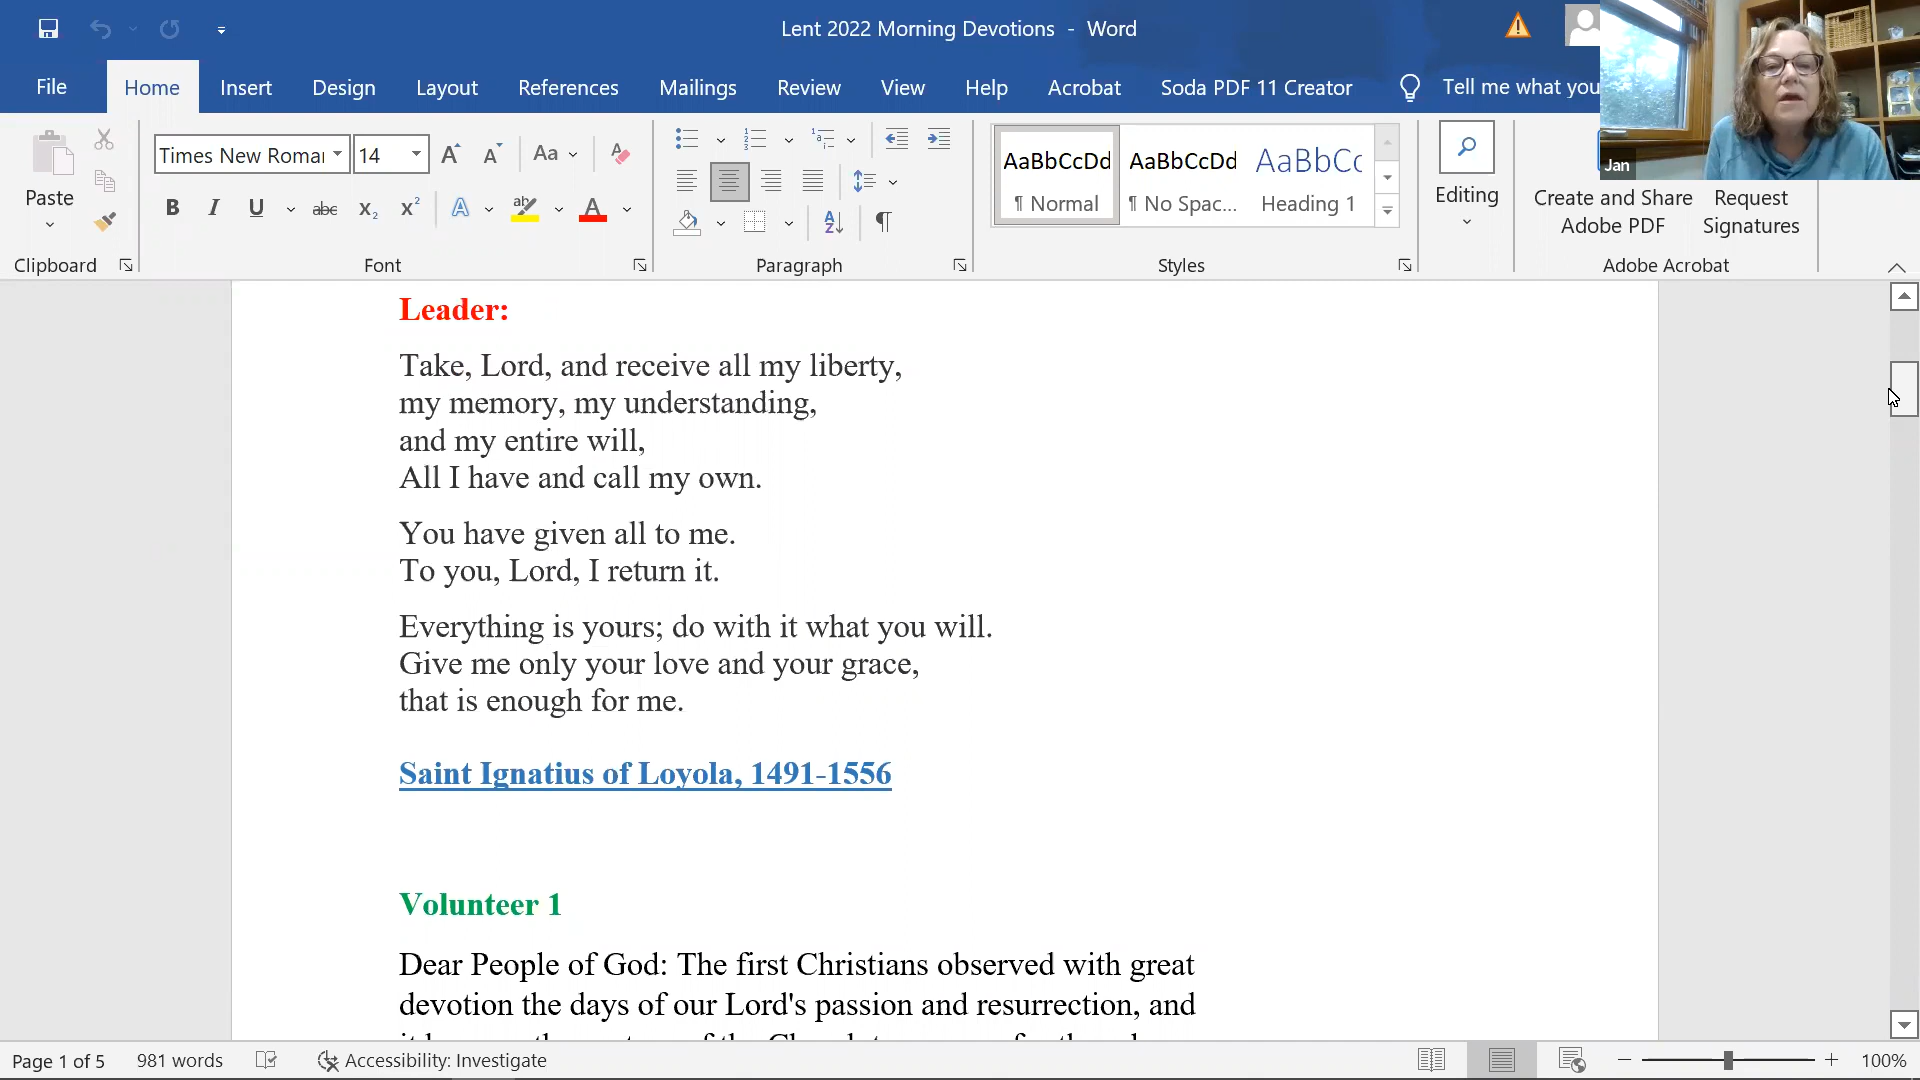 Lent 2022 Morning Devotions - Word
File Home Insert Design Layout References Mailings Review View Help Acrobat Soda PDF 11 Creator Tell me what you
Jan
Paste
Clipboard
Times New Roma 14
Aa
B I U abc X₂ X² A A
Font
Paragraph
AaBbCcDd AaBbCcDd AaBbCc
¶ Normal ¶ No Spac... Heading 1
Styles
Editing
Create and Share Adobe PDF
Request Signatures
Adobe Acrobat
Leader:
Take, Lord, and receive all my liberty,
my memory, my understanding,
and my entire will,
All I have and call my own.
You have given all to me.
To you, Lord, I return it.
Everything is yours; do with it what you will.
Give me only your love and your grace,
that is enough for me.
Saint Ignatius of Loyola, 1491-1556
Volunteer 1
Dear People of God: The first Christians observed with great
devotion the days of our Lord's passion and resurrection, and
Page 1 of 5 981 words Accessibility: Investigate 100%